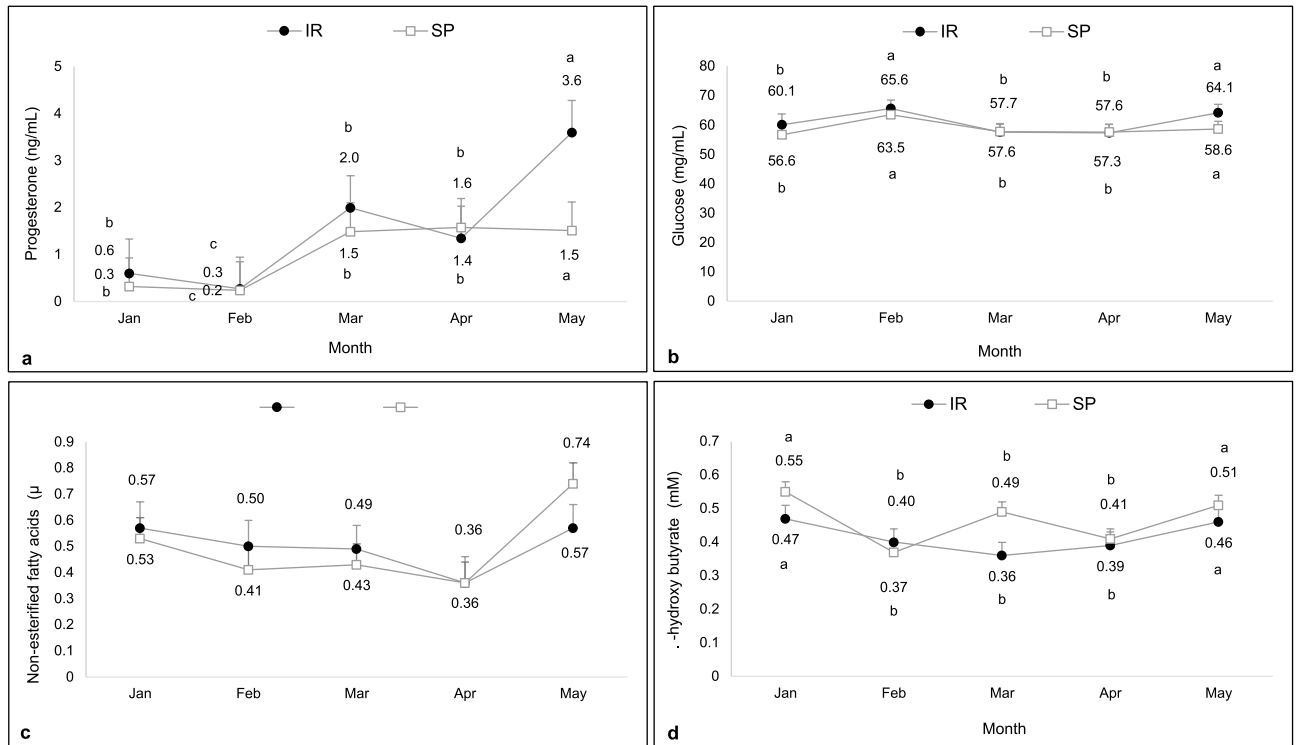 IR SP
Progesterone (ng/mL)
5
4
3
2
1
0
b
0.6
0.3
b
c
0.3
0.2
c
b
2.0
1.5
b
b
1.6
1.4
b
a
3.6
1.5
a
Jan Feb Mar Apr May
Month
a
IR SP
Glucose (mg/mL)
80
70
60
50
40
30
20
10
0
b
60.1
56.6
b
a
65.6
63.5
a
b
57.7
57.6
b
b
57.6
57.3
b
a
64.1
58.6
a
Jan Feb Mar Apr May
Month
b
Non-esterified fatty acids (µ
0.9
0.8
0.7
0.6
0.5
0.4
0.3
0.2
0.1
0
0.57
0.53
0.50
0.41
0.49
0.43
0.36
0.36
0.74
0.57
Jan Feb Mar Apr May
c
IR SP
.-hydroxy butyrate (mM)
0.7
0.6
0.5
0.4
0.3
0.2
0.1
0
a
0.55
0.47
a
b
0.40
0.37
b
b
0.49
0.36
b
b
0.41
0.39
b
a
0.51
0.46
a
Jan Feb Mar Apr May
Month
d